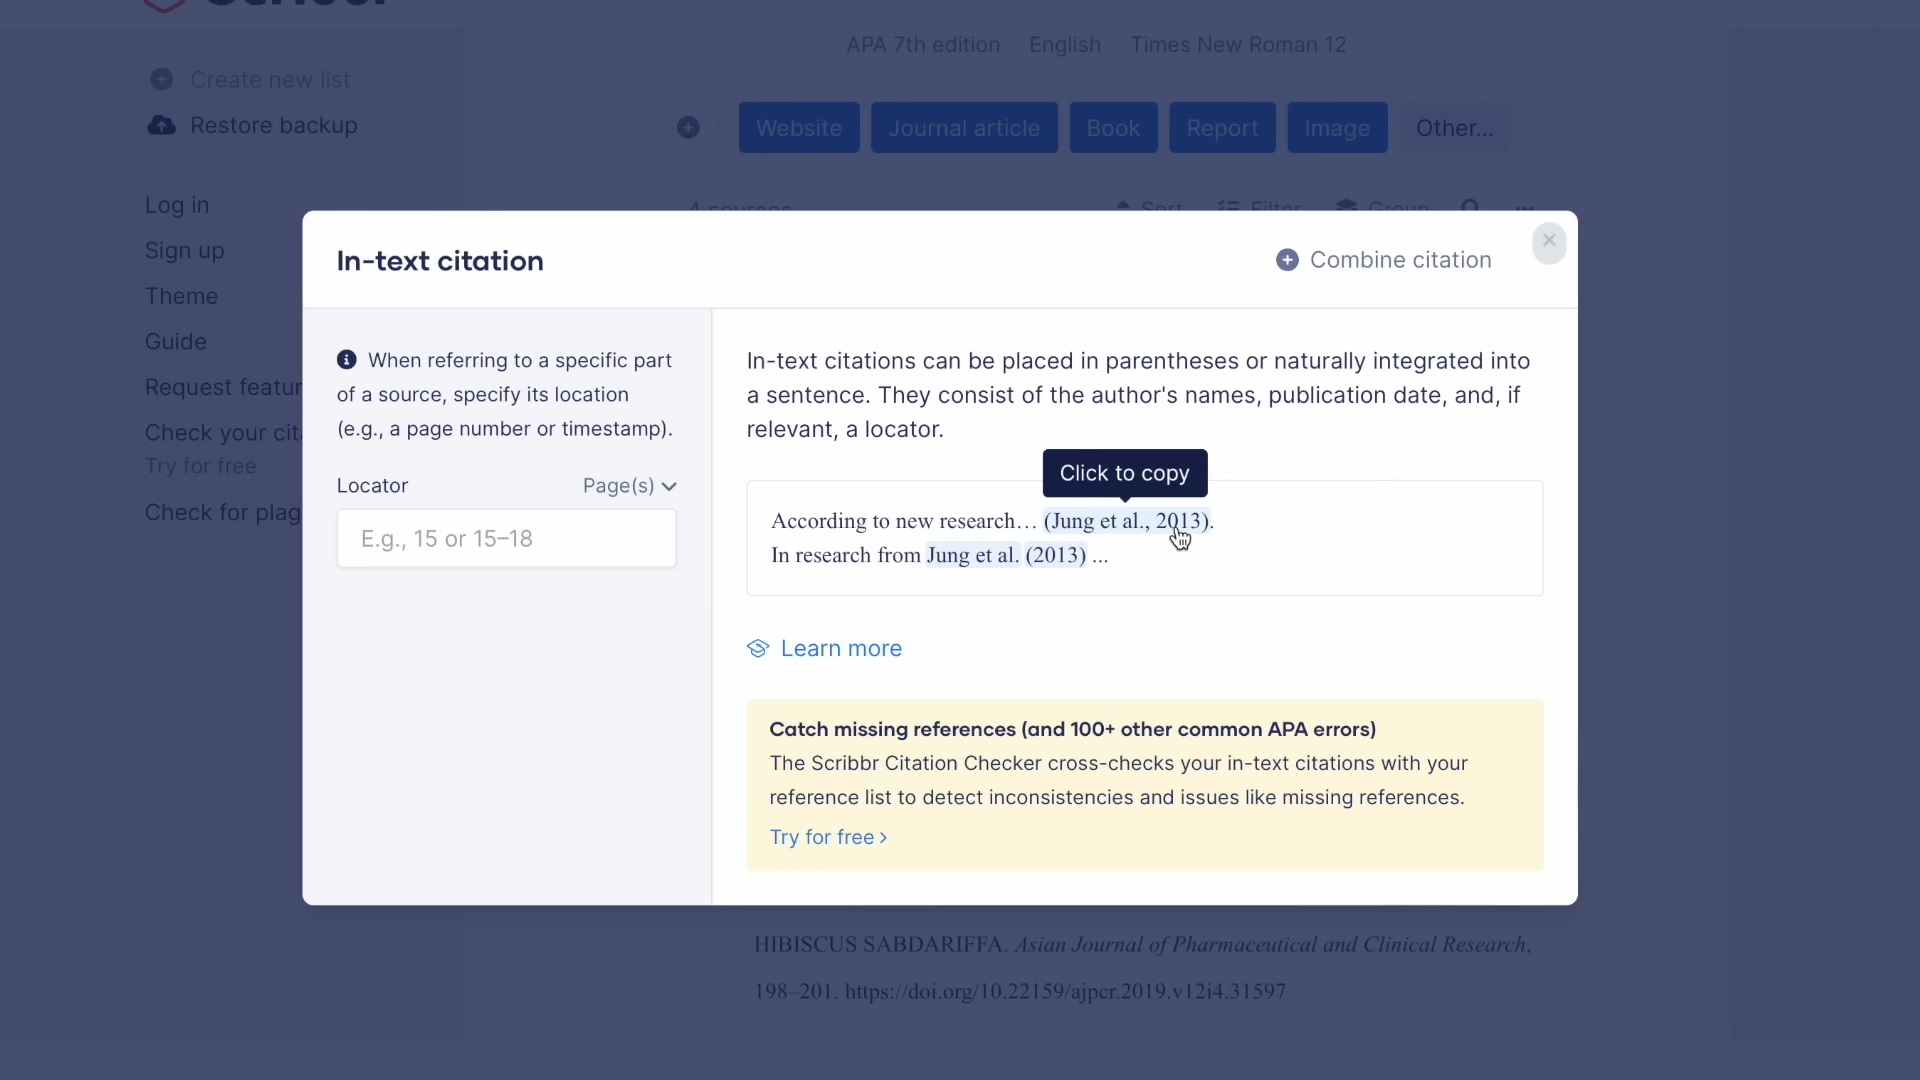 APA 7th edition English Times New Roman 12
Create new list
Restore backup
Website Journal article Book Report Image Other...
4 sources Sort Filter Group
Log in
Sign up
Theme
Guide
Request featur
Check your cit
Try for free
Check for plag
In-text citation
Combine citation
When referring to a specific part
of a source, specify its location
(e.g., a page number or timestamp).
Locator Page(s)
E.g., 15 or 15–18
In-text citations can be placed in parentheses or naturally integrated into
a sentence. They consist of the author's names, publication date, and, if
relevant, a locator.
Click to copy
According to new research… (Jung et al., 2013).
In research from Jung et al. (2013) ...
Learn more
Catch missing references (and 100+ other common APA errors)
The Scribbr Citation Checker cross-checks your in-text citations with your
reference list to detect inconsistencies and issues like missing references.
Try for free ›
HIBISCUS SABDARIFFA. Asian Journal of Pharmaceutical and Clinical Research,
198–201. https://doi.org/10.22159/ajpcr.2019.v12i4.31597